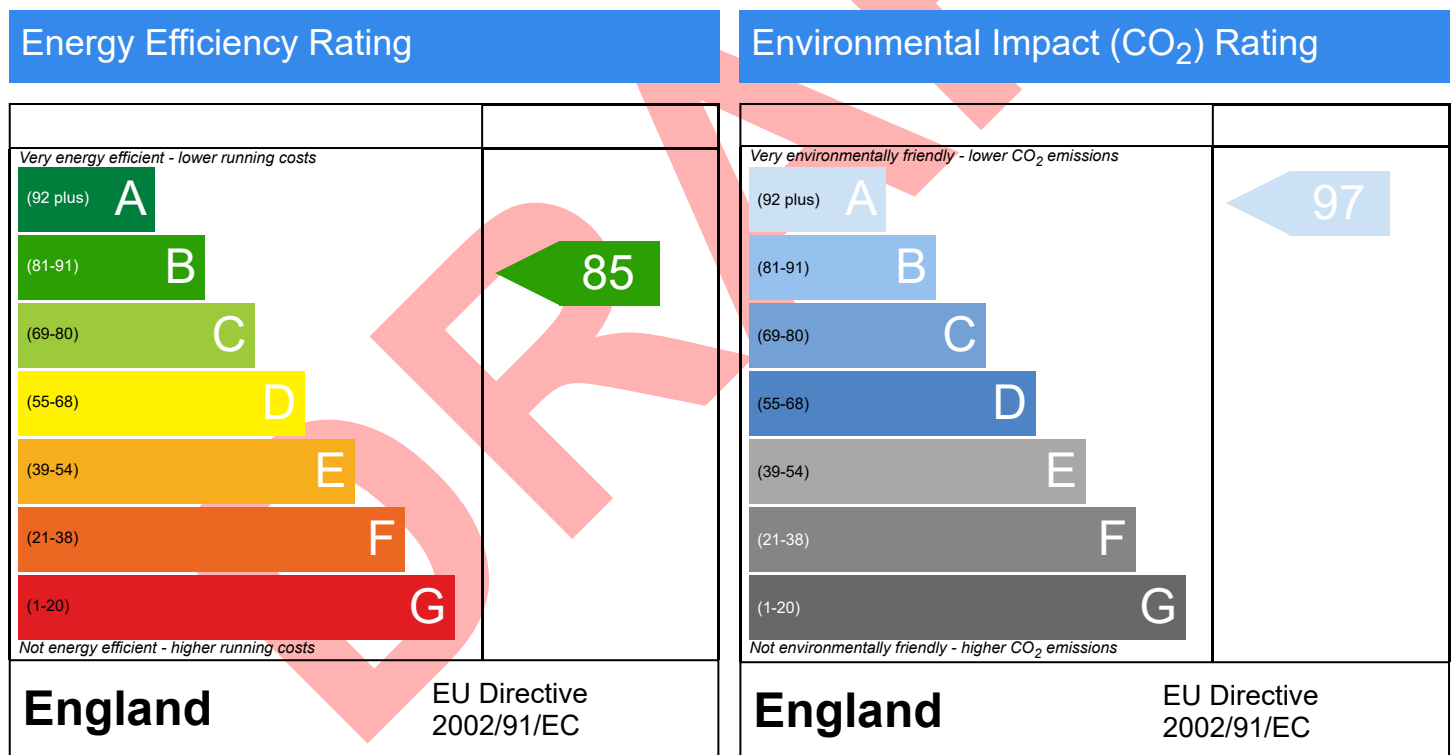 Energy Efficiency Rating
Very energy efficient - lower running costs
(92 plus) A
(81-91) B
85
(69-80) C
(55-68) D
(39-54) E
(21-38) F
(1-20) G
Not energy efficient - higher running costs
England
EU Directive
2002/91/EC
Environmental Impact (CO₂) Rating
Very environmentally friendly - lower CO₂ emissions
(92 plus) A
97
(81-91) B
(69-80) C
(55-68) D
(39-54) E
(21-38) F
(1-20) G
Not environmentally friendly - higher CO₂ emissions
England
EU Directive
2002/91/EC